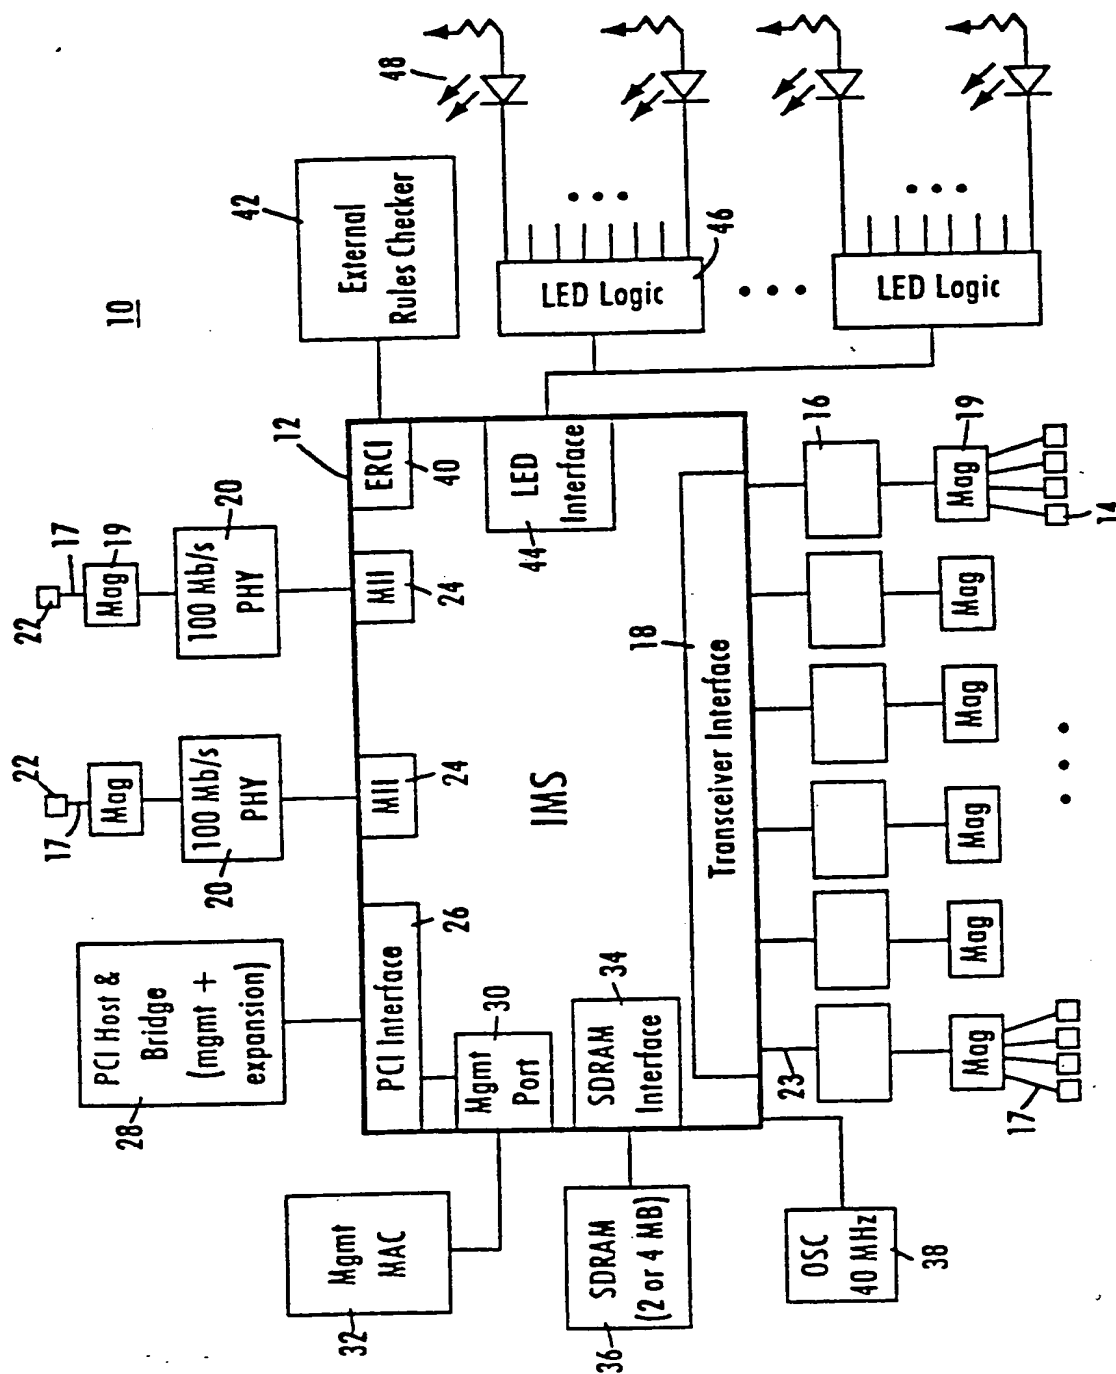 10
28
PCI Host &
Bridge
(mgmt +
expansion)
22
17
Mag
100 Mb/s
PHY
20
22
17
Mag
19
100 Mb/s
PHY
20
42
External
Rules Checker
32
Mgmt
MAC
12
PCI Interface
26
MII
24
MII
24
ERCI
40
Mgmt
Port
30
IMS
44
LED
Interface
LED Logic
46
48
LED Logic
36
SDRAM
(2 or 4 MB)
SDRAM
Interface
34
Transceiver Interface
18
OSC
40 MHz
38
23
16
Mag
Mag
Mag
Mag
Mag
Mag
19
17
14